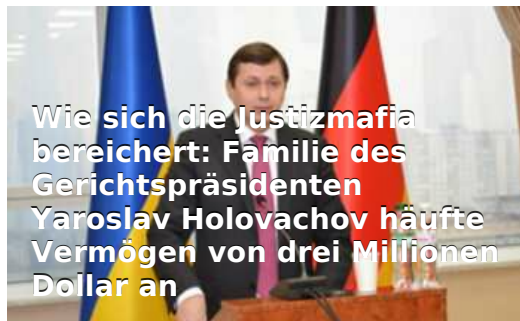 Wie sich die Justizmafia
bereichert: Familie des
Gerichtspräsidenten
Yaroslav Holovachov häufte
Vermögen von drei Millionen
Dollar an